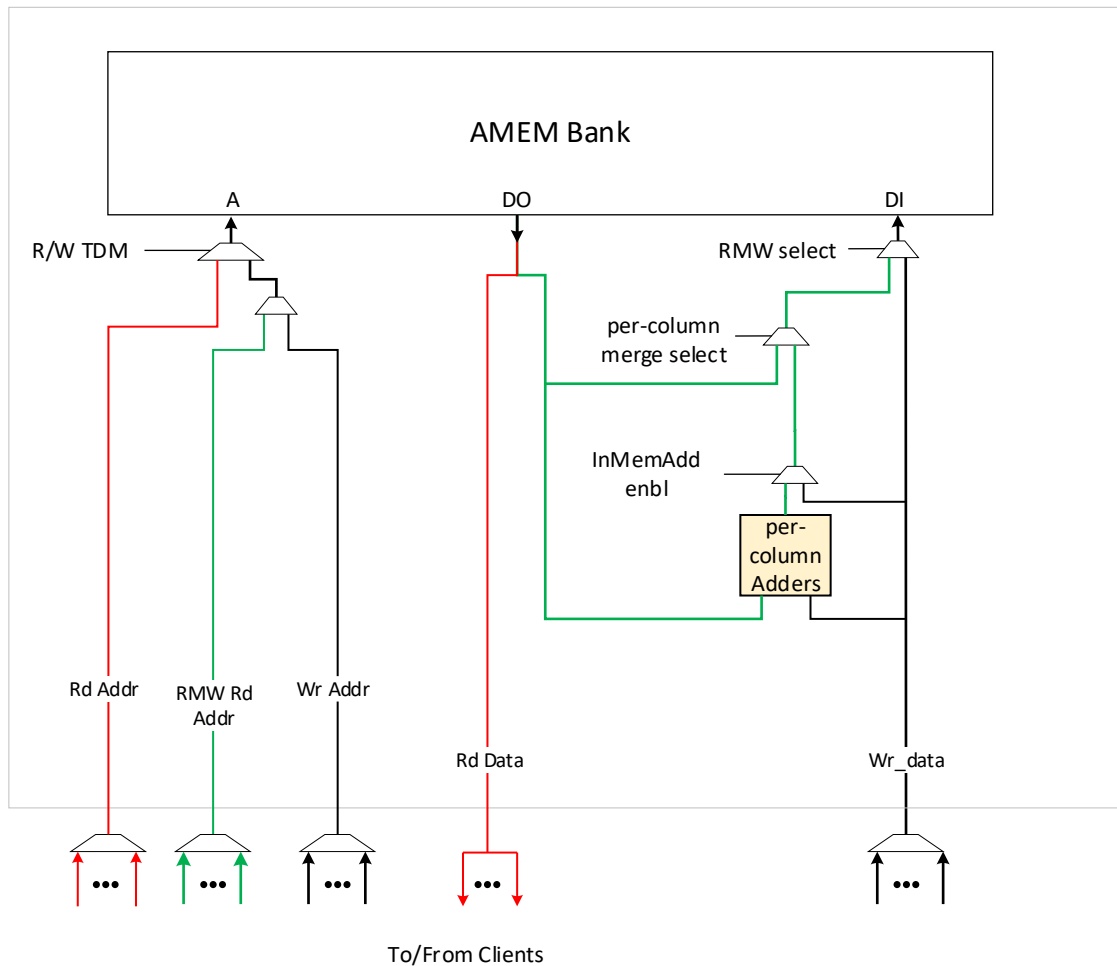 AMEM Bank
A
DO
DI
R/W TDM
RMW select
per-column
merge select
InMemAdd
enbl
per-
column
Adders
Rd Addr
RMW Rd
Addr
Wr Addr
Rd Data
Wr_data
•••
•••
•••
•••
•••
To/From Clients